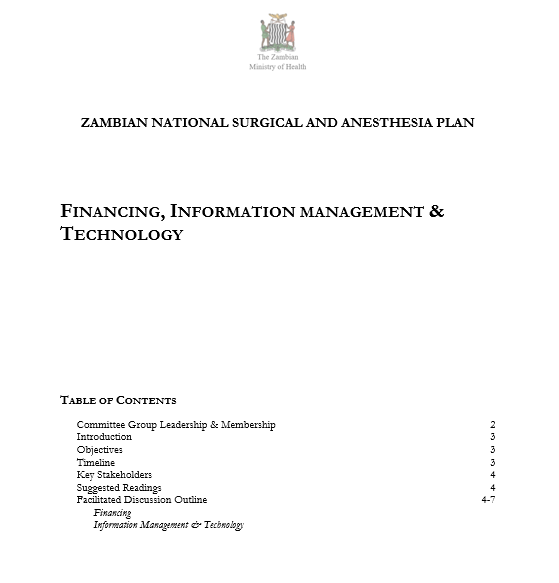 The Zambian
Ministry of Health
ZAMBIAN NATIONAL SURGICAL AND ANESTHESIA PLAN
FINANCING, INFORMATION MANAGEMENT &
TECHNOLOGY
TABLE OF CONTENTS
Committee Group Leadership & Membership 2
Introduction 3
Objectives 3
Timeline 3
Key Stakeholders 4
Suggested Readings 4
Facilitated Discussion Outline 4-7
Financing
Information Management & Technology